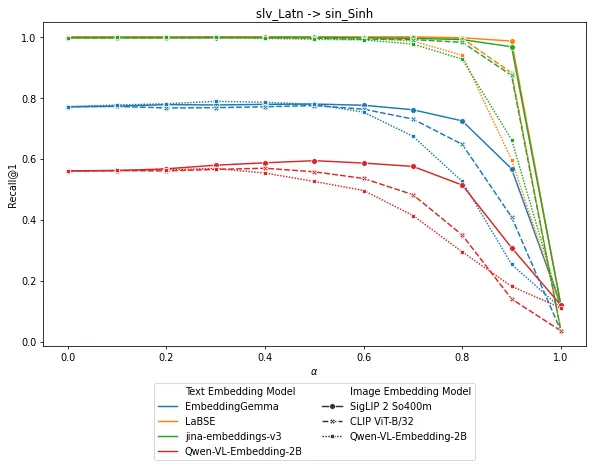 slv_Latn -> sin_Sinh
Recall@1
1.0
0.8
0.6
0.4
0.2
0.0
0.0 0.2 0.4 0.6 0.8 1.0
α
Text Embedding Model
EmbeddingGemma
LaBSE
jina-embeddings-v3
Qwen-VL-Embedding-2B
Image Embedding Model
SigLIP 2 So400m
CLIP ViT-B/32
Qwen-VL-Embedding-2B